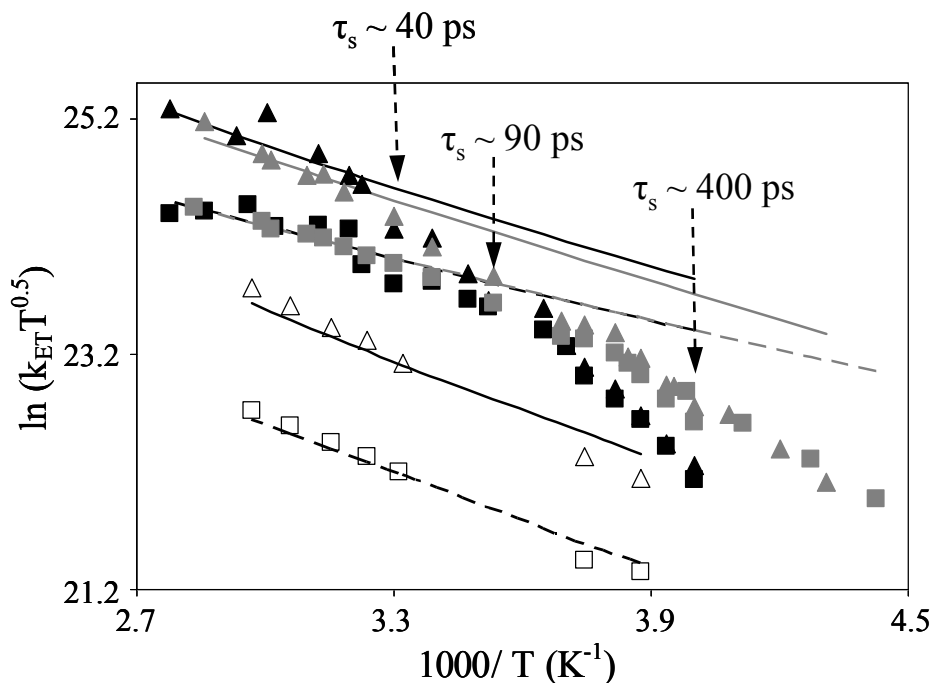 τs ~ 40 ps
τs ~ 90 ps
τs ~ 400 ps
25.2
23.2
21.2
ln (kETT0.5)
2.7
3.3
3.9
4.5
1000/ T (K-1)